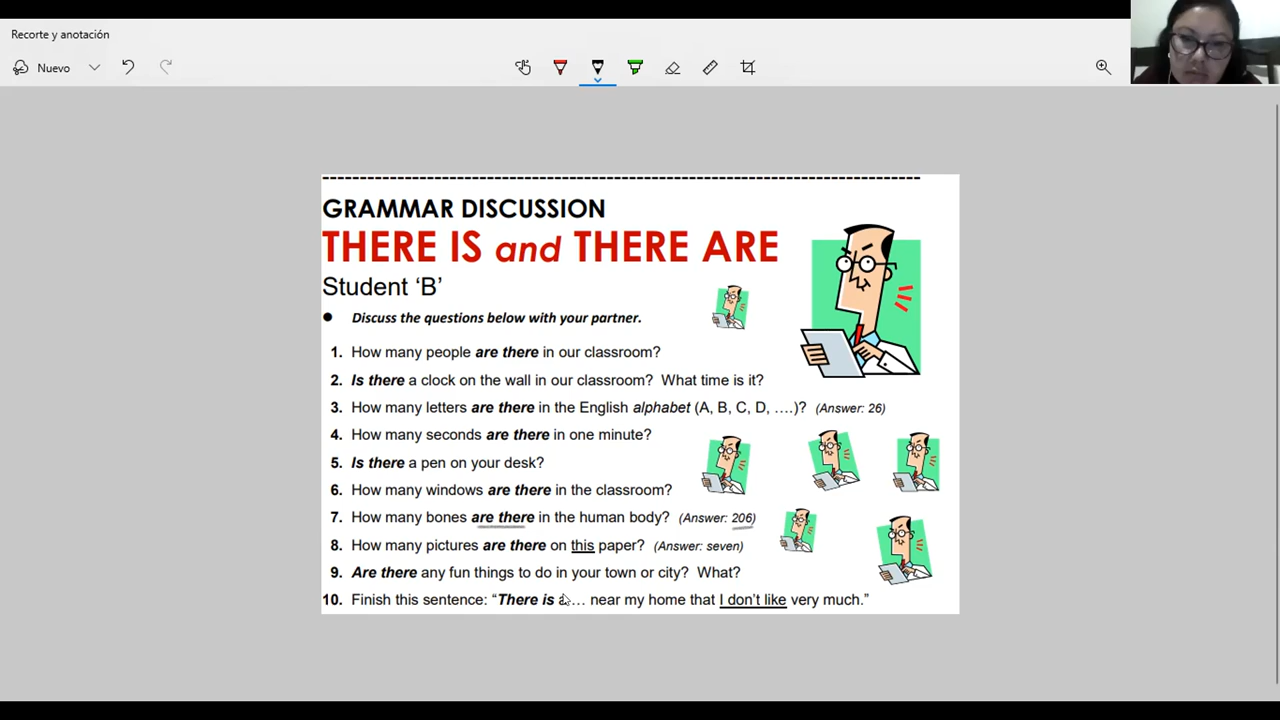 Recorte y anotación
Nuevo
GRAMMAR DISCUSSION
THERE IS and THERE ARE
Student ‘B’
● Discuss the questions below with your partner.
1. How many people are there in our classroom?
2. Is there a clock on the wall in our classroom? What time is it?
3. How many letters are there in the English alphabet (A, B, C, D, ….)? (Answer: 26)
4. How many seconds are there in one minute?
5. Is there a pen on your desk?
6. How many windows are there in the classroom?
7. How many bones are there in the human body? (Answer: 206)
8. How many pictures are there on this paper? (Answer: seven)
9. Are there any fun things to do in your town or city? What?
10. Finish this sentence: “There is a… near my home that I don’t like very much.”